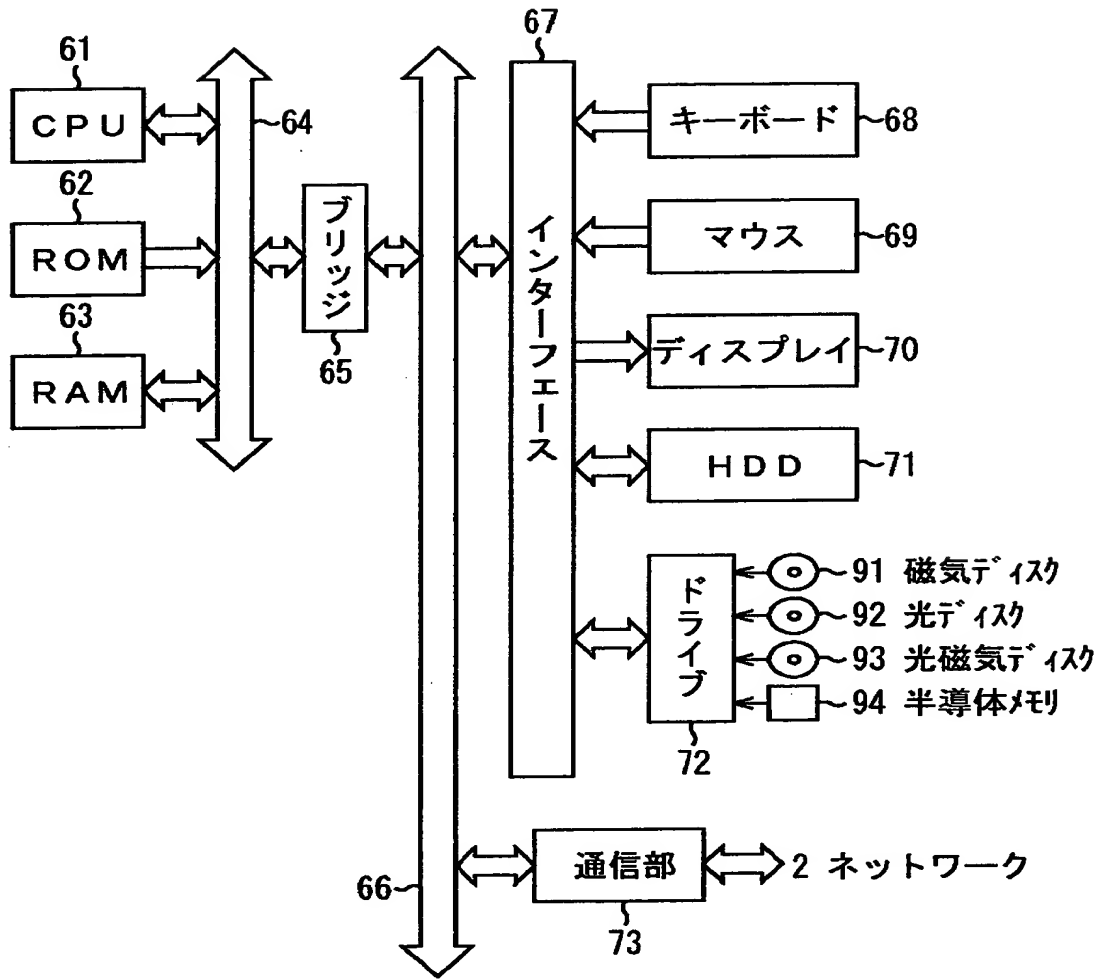 67
61
CPU
64
キーボード 68
62
ROM
ブリッジ
インターフェース
マウス 69
63
RAM
65
ディスプレイ 70
HDD 71
ドライブ
91 磁気ディスク
92 光ディスク
93 光磁気ディスク
94 半導体メモリ
72
66
通信部
2 ネットワーク
73